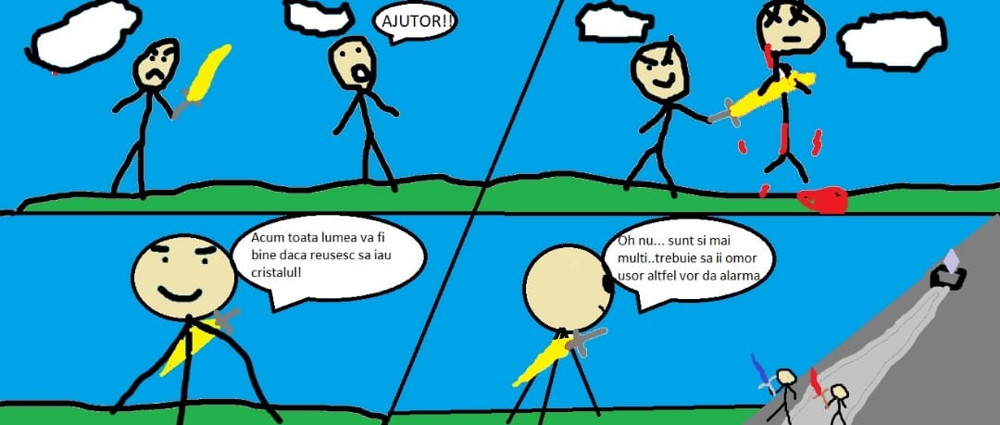 AJUTOR!!
Acum toata lumea va fi
bine daca reusesc sa iau
cristalul!
Oh nu... sunt si mai
multi..trebuie sa ii omor
usor altfel vor da alarma